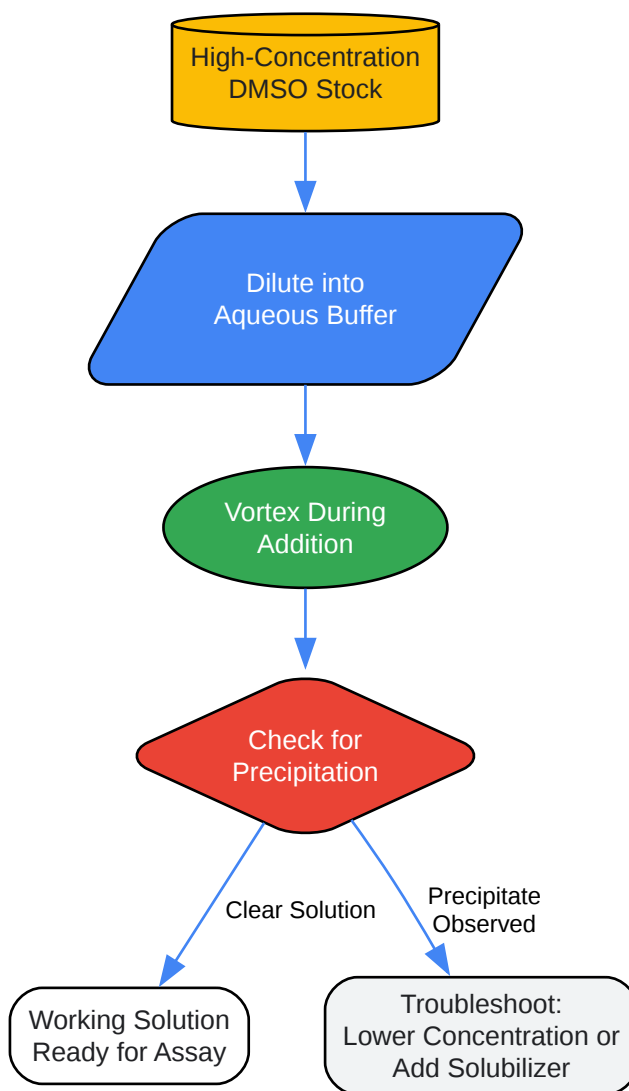 High-Concentration
DMSO Stock
Dilute into
Aqueous Buffer
Vortex During
Addition
Check for
Precipitation
Clear Solution
Precipitate
Observed
Working Solution
Ready for Assay
Troubleshoot:
Lower Concentration or
Add Solubilizer